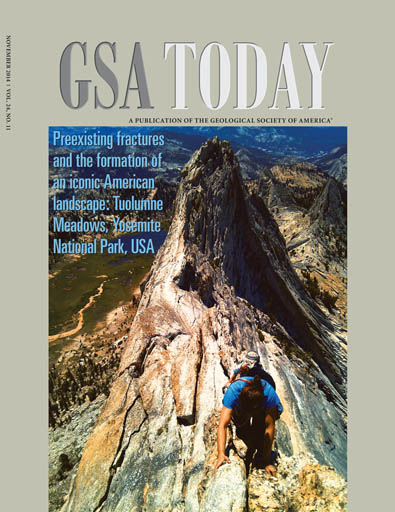 NOVEMBER 2014 | VOL. 24, NO. 11
GSA TODAY
A PUBLICATION OF THE GEOLOGICAL SOCIETY OF AMERICA®
Preexisting fractures
and the formation of
an iconic American
landscape: Tuolumne
Meadows, Yosemite
National Park, USA